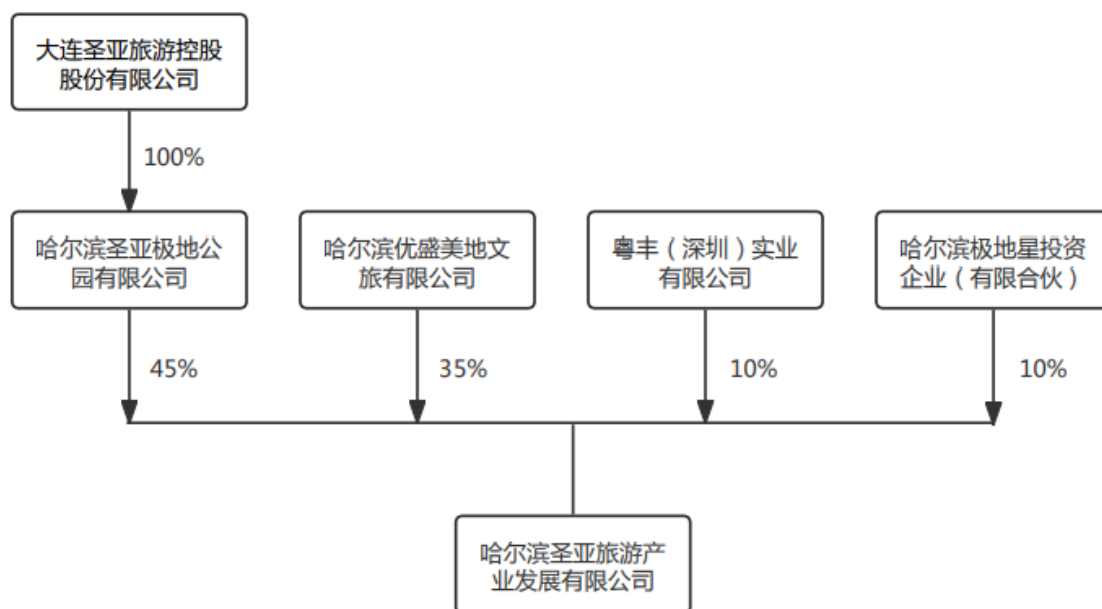 大连圣亚旅游控股
股份有限公司
100%
哈尔滨圣亚极地公
园有限公司
哈尔滨优盛美地文
旅有限公司
粤丰（深圳）实业
有限公司
哈尔滨极地星投资
企业（有限合伙）
45%
35%
10%
10%
哈尔滨圣亚旅游产
业发展有限公司